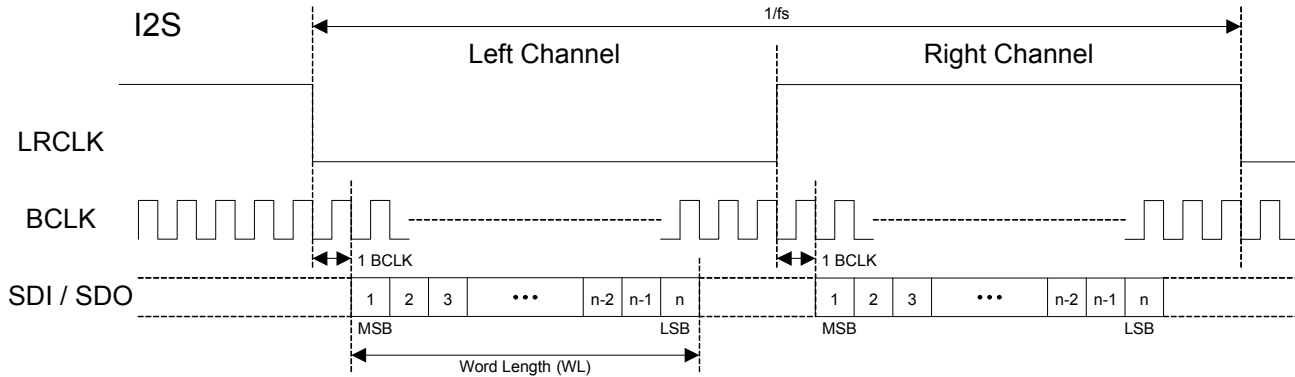 I2S
1/fs
Left Channel
Right Channel
LRCLK
BCLK
1 BCLK
1 BCLK
SDI / SDO
1 2 3 ••• n-2 n-1 n 1 2 3 ••• n-2 n-1 n
MSB LSB MSB LSB
Word Length (WL)